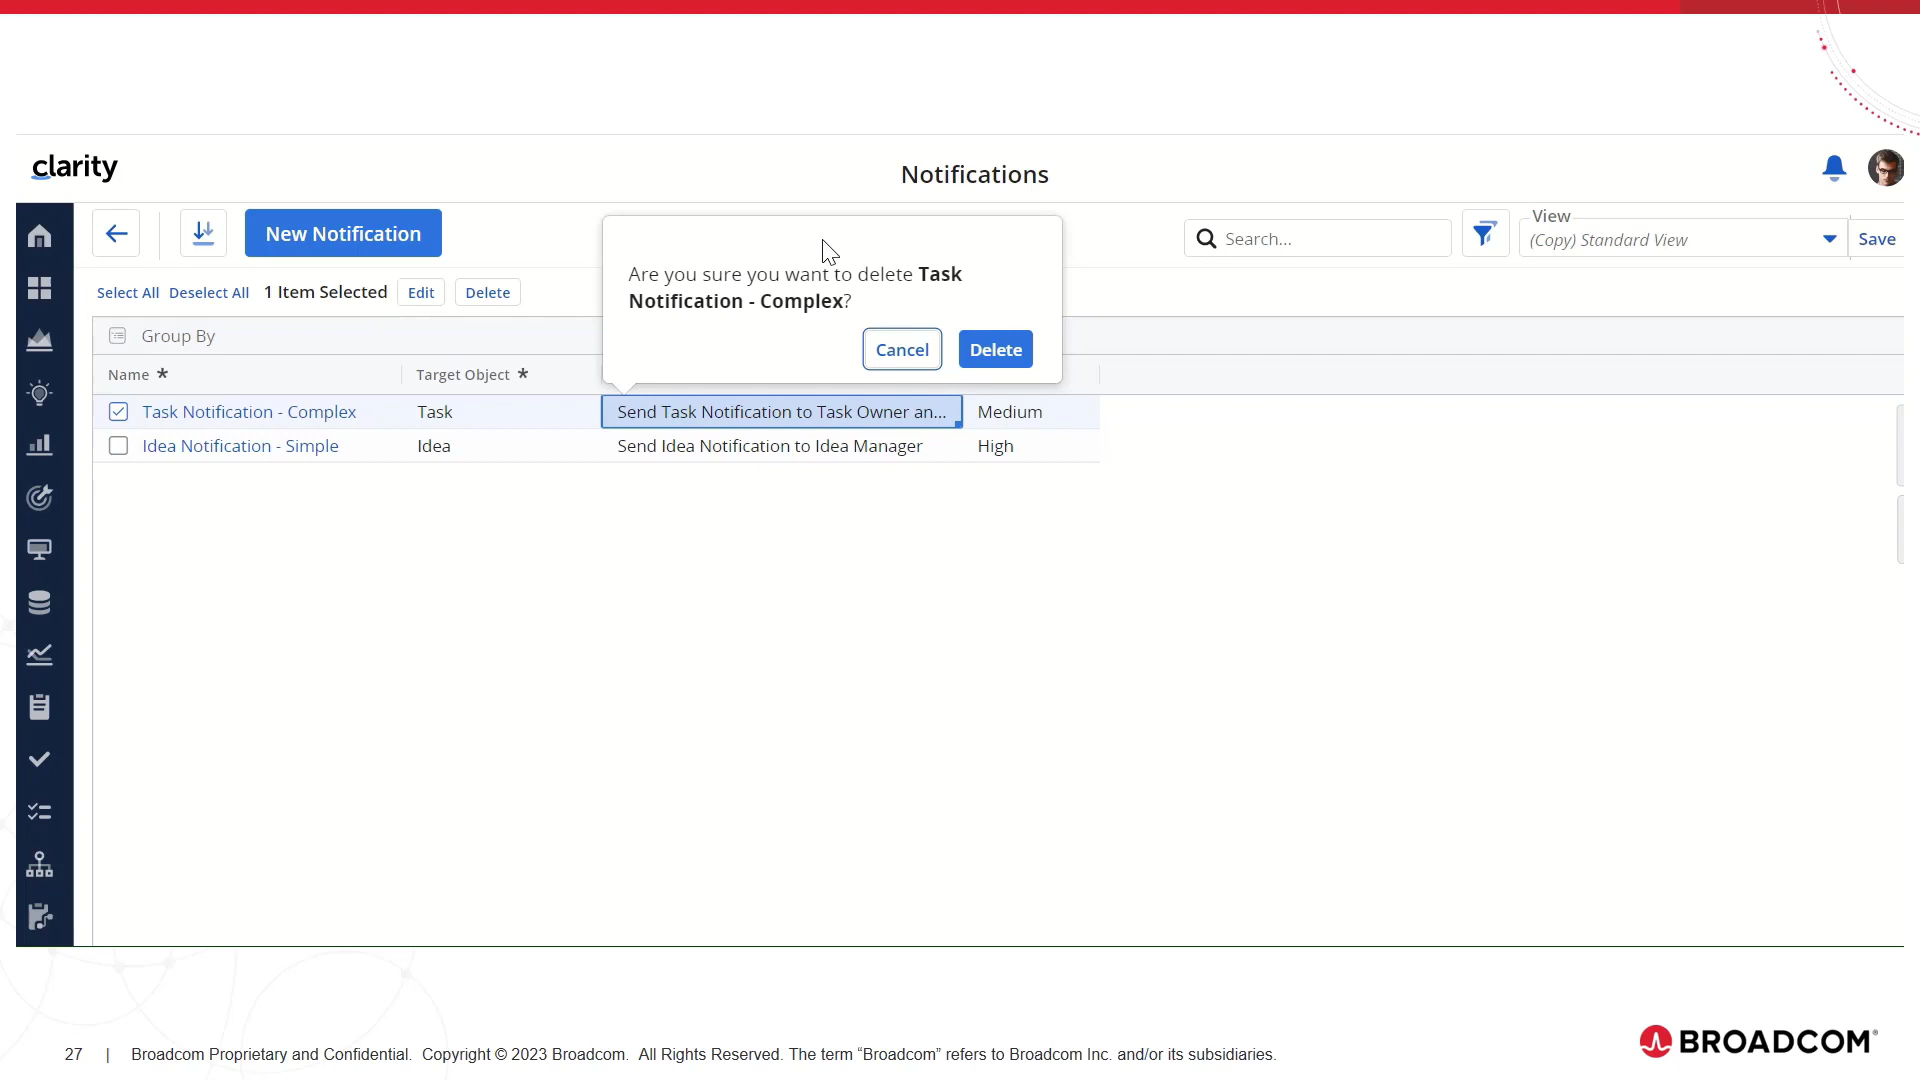 clarity
Notifications
New Notification
Search...
View
(Copy) Standard View
Save
Are you sure you want to delete Task
Notification - Complex?
Cancel
Delete
Select All
Deselect All
1 Item Selected
Edit
Delete
Group By
Name *
Target Object *
Task Notification - Complex
Task
Send Task Notification to Task Owner an...
Medium
Idea Notification - Simple
Idea
Send Idea Notification to Idea Manager
High
27 | Broadcom Proprietary and Confidential. Copyright © 2023 Broadcom. All Rights Reserved. The term “Broadcom” refers to Broadcom Inc. and/or its subsidiaries.
BROADCOM®